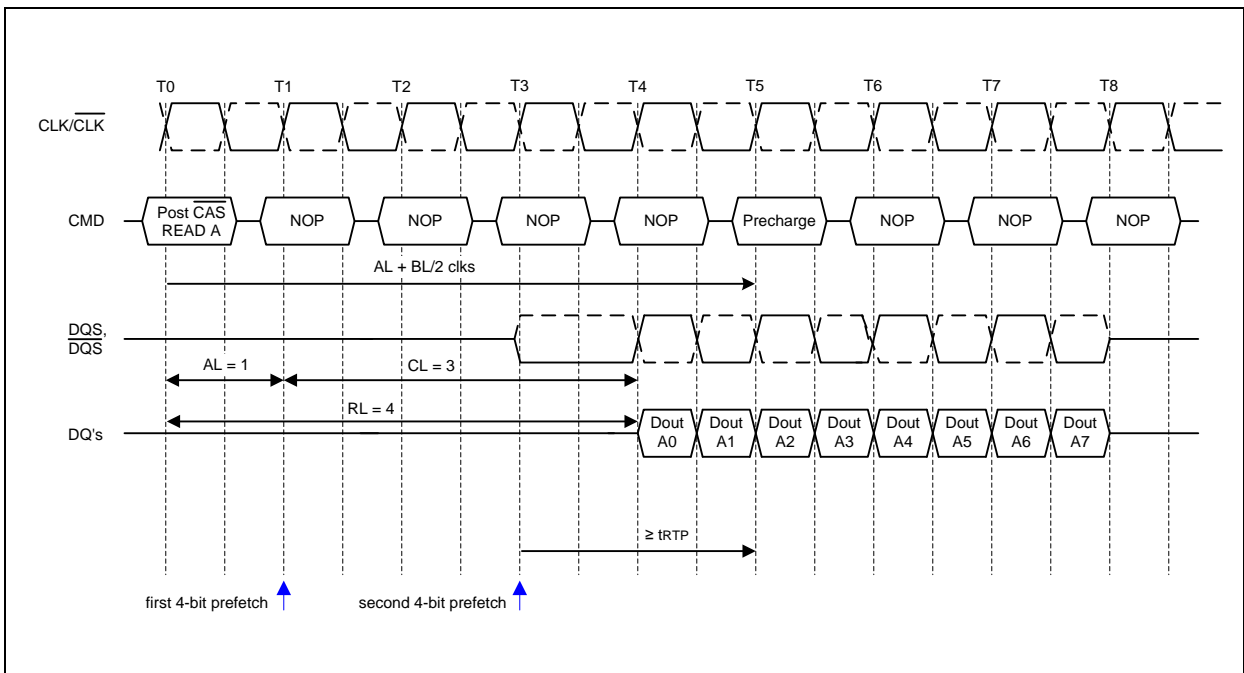 T0 T1 T2 T3 T4 T5 T6 T7 T8
CLK/CLK
CMD
Post CAS
READ A
NOP NOP NOP NOP Precharge NOP NOP NOP
AL + BL/2 clks
DQS,
DQS
AL = 1
CL = 3
RL = 4
DQ's
Dout
A0
Dout
A1
Dout
A2
Dout
A3
Dout
A4
Dout
A5
Dout
A6
Dout
A7
≥ tRTP
first 4-bit prefetch
second 4-bit prefetch